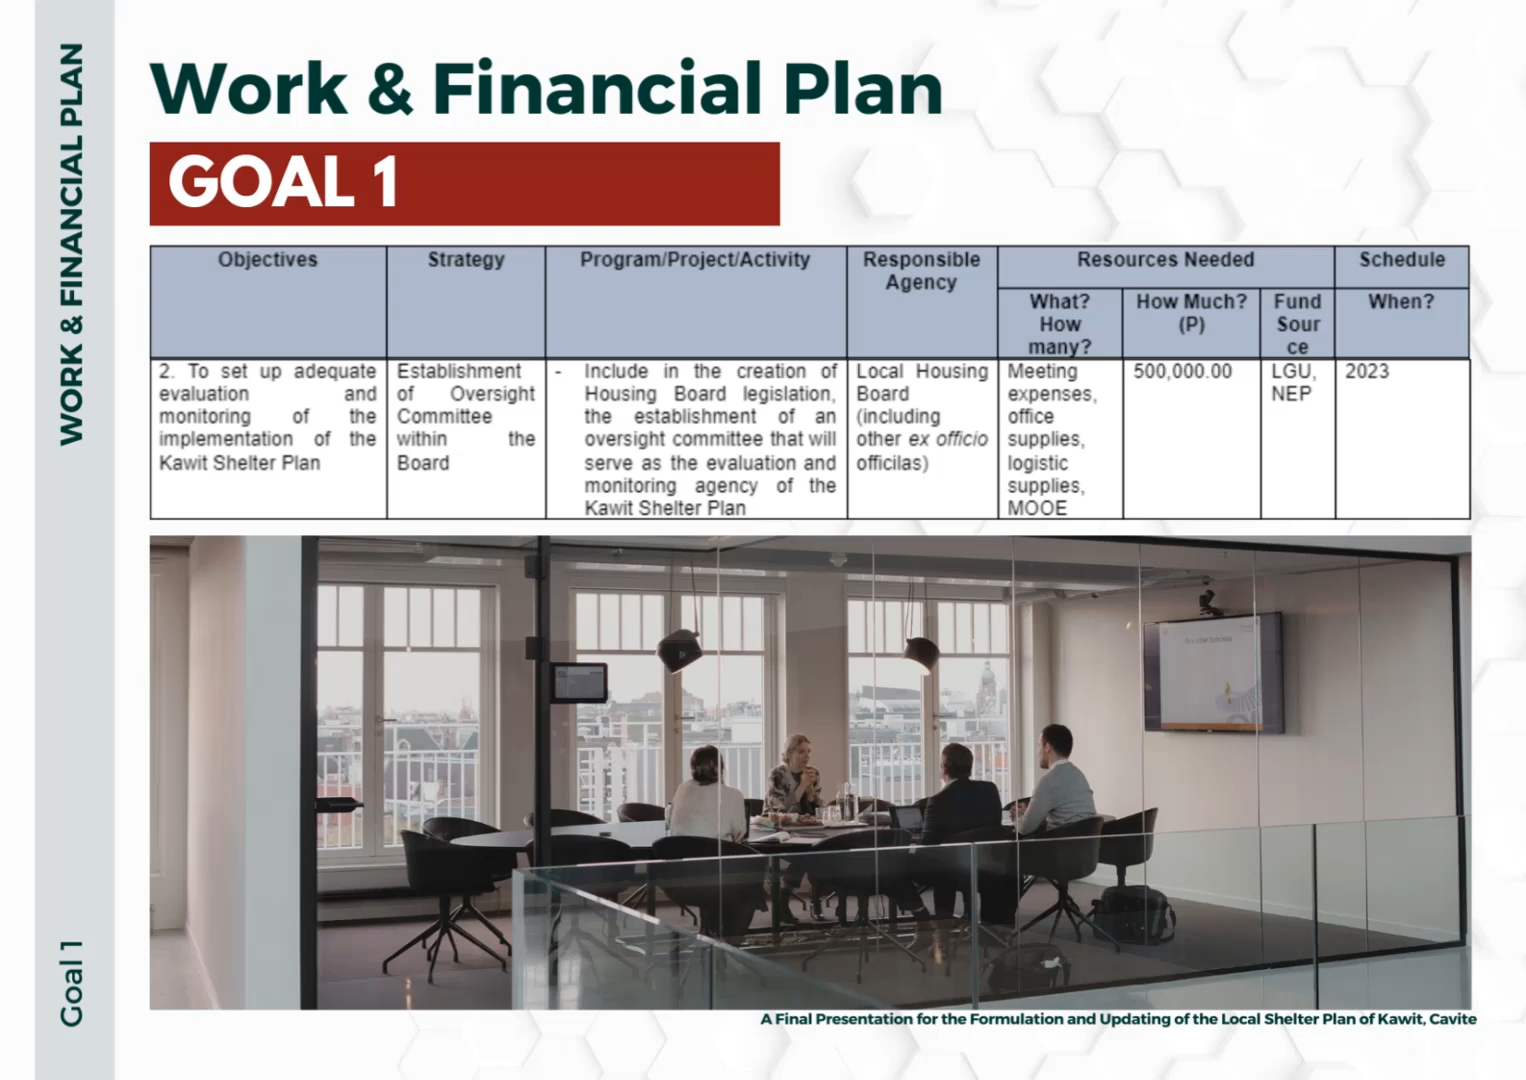 WORK & FINANCIAL PLAN
Goal 1
Work & Financial Plan
GOAL 1
Objectives
Strategy
Program/Project/Activity
Responsible
Agency
Resources Needed
Schedule
What?
How
many?
How Much?
(P)
Fund
Sour
ce
When?
2. To set up adequate
evaluation and
monitoring of the
implementation of the
Kawit Shelter Plan
Establishment
of Oversight
Committee
within the
Board
- Include in the creation of
Housing Board legislation,
the establishment of an
oversight committee that will
serve as the evaluation and
monitoring agency of the
Kawit Shelter Plan
Local Housing
Board
(including
other ex officio
officilas)
Meeting
expenses,
office
supplies,
logistic
supplies,
MOOE
500,000.00
LGU,
NEP
2023
A Final Presentation for the Formulation and Updating of the Local Shelter Plan of Kawit, Cavite